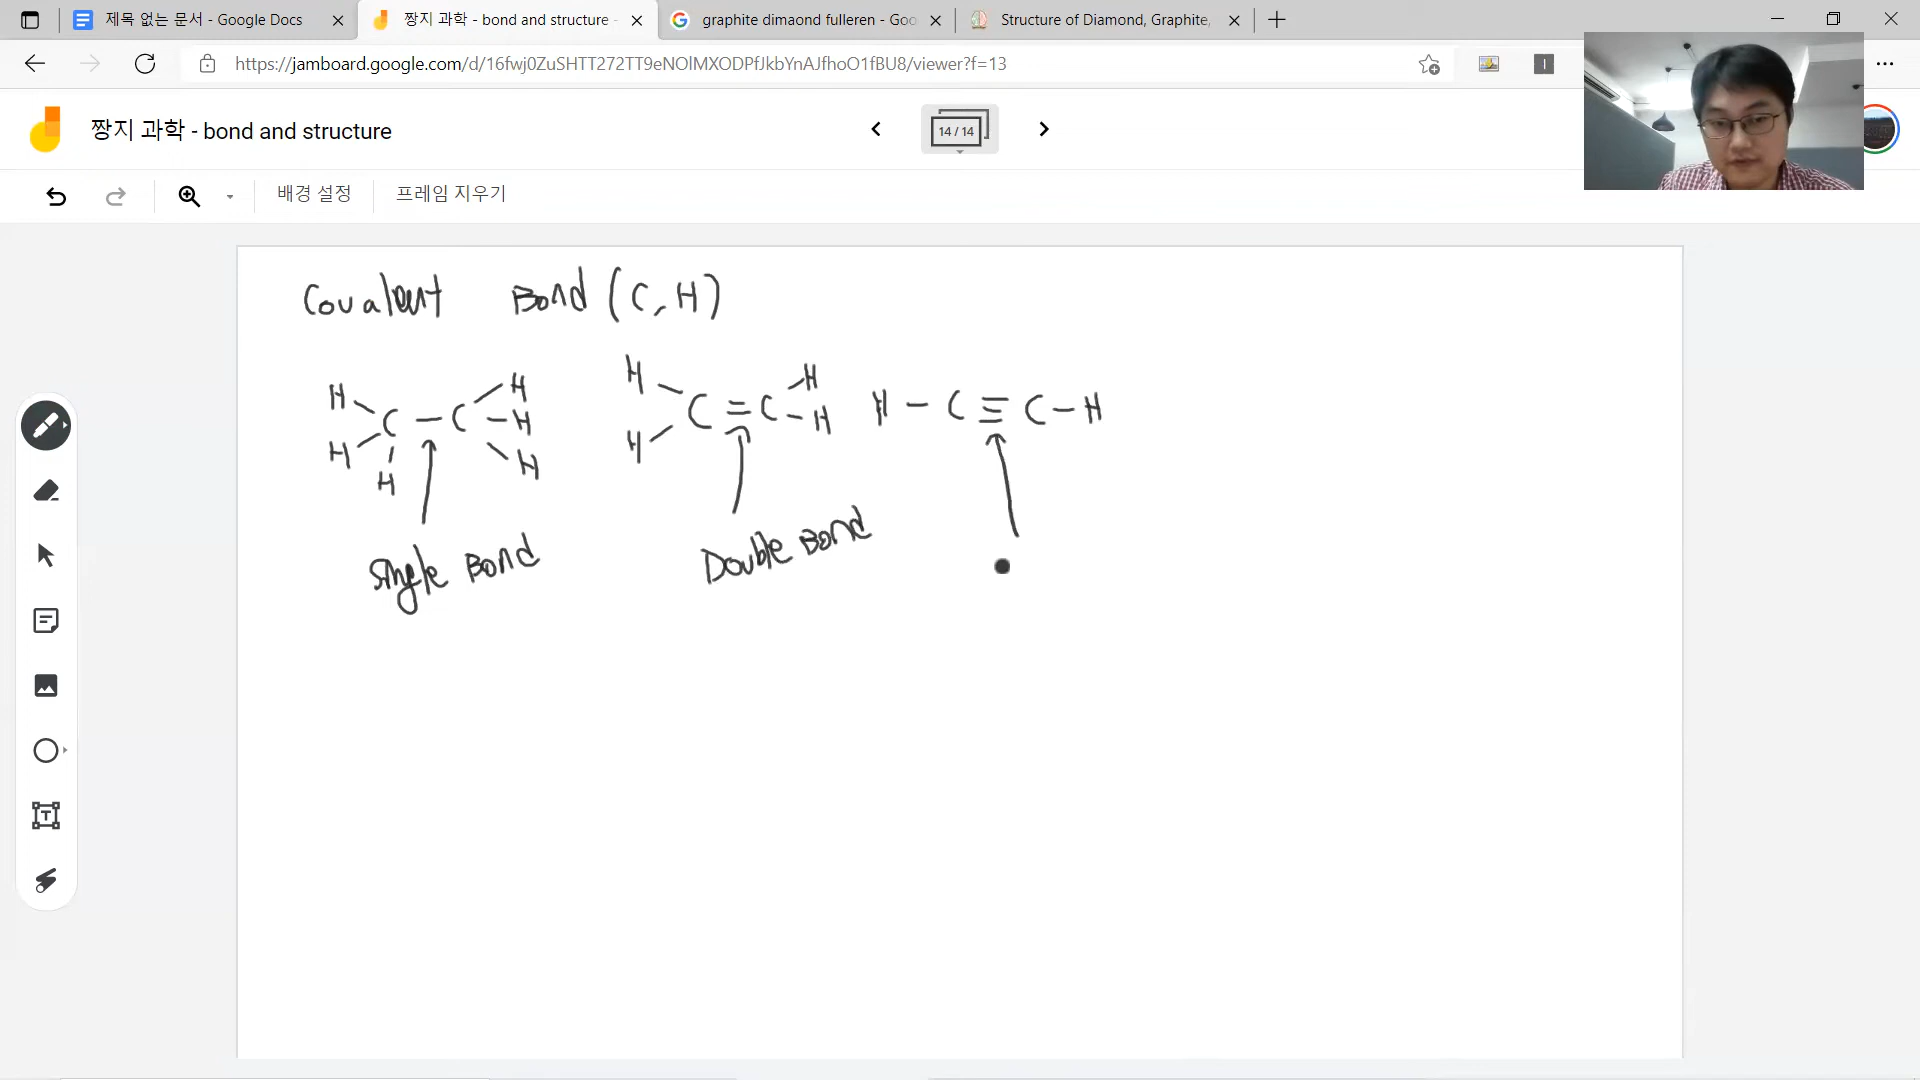 제목 없는 문서 - Google Docs
짱지 과학 - bond and structure -
graphite dimaond fulleren - Goo
Structure of Diamond, Graphite,
https://jamboard.google.com/d/16fwj0ZuSHTT272TT9eNOlMXODPfJkbYnAJfhoO1fBU8/viewer?f=13
짱지 과학 - bond and structure
14 / 14
배경 설정
프레임 지우기
Covalent Bond (C, H)
H H H H
H C - C - H C = C - H H - C ≡ C - H
H H H
H
Single Bond
Double Bond